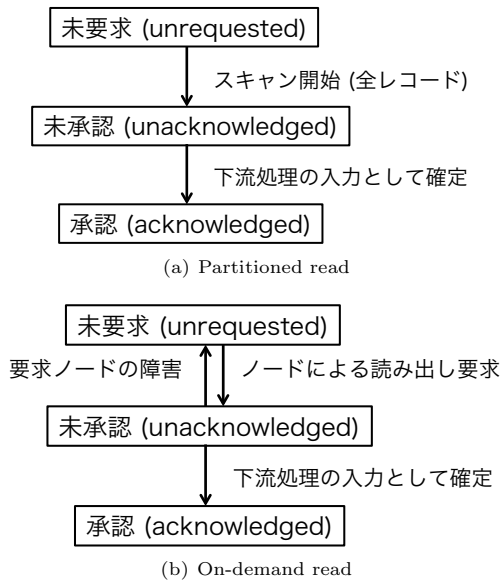 未要求 (unrequested)
スキャン開始 (全レコード)
未承認 (unacknowledged)
下流処理の入力として確定
承認 (acknowledged)
(a) Partitioned read
未要求 (unrequested)
要求ノードの障害
ノードによる読み出し要求
未承認 (unacknowledged)
下流処理の入力として確定
承認 (acknowledged)
(b) On-demand read